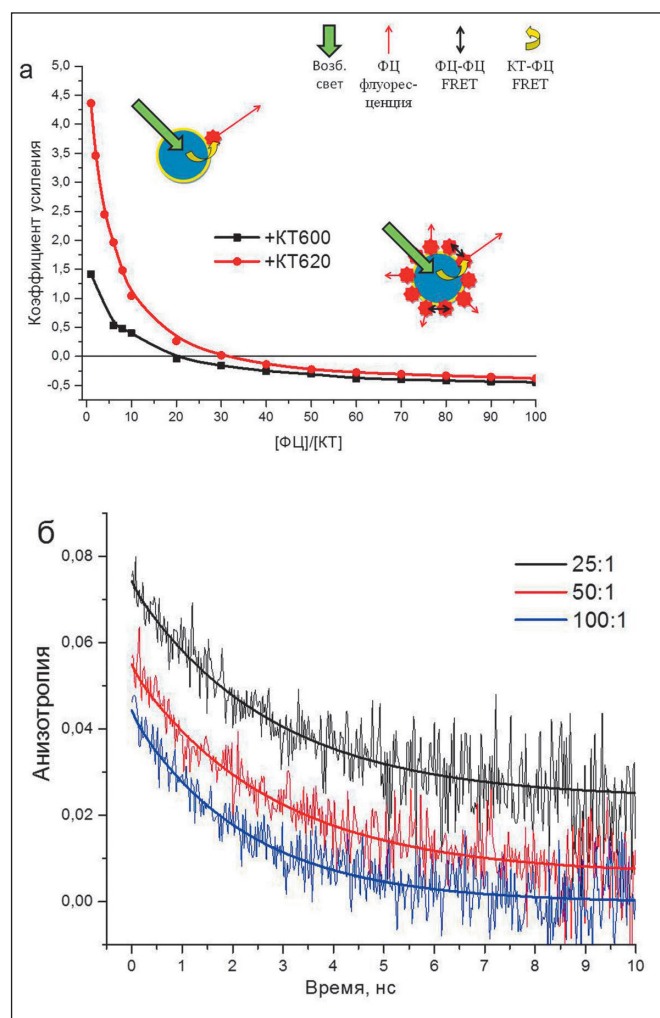 Возб.
свет
ФЦ
флуорес-
ценция
ФЦ-ФЦ
FRET
КТ-ФЦ
FRET
а
Коэффициент усиления
5,0
4,5
4,0
3,5
3,0
2,5
2,0
1,5
1,0
0,5
0,0
-0,5
+КТ600
+КТ620
0 10 20 30 40 50 60 70 80 90 100
[ФЦ]/[КТ]
б
Анизотропия
0,08
0,06
0,04
0,02
0,00
25:1
50:1
100:1
0 1 2 3 4 5 6 7 8 9 10
Время, нс